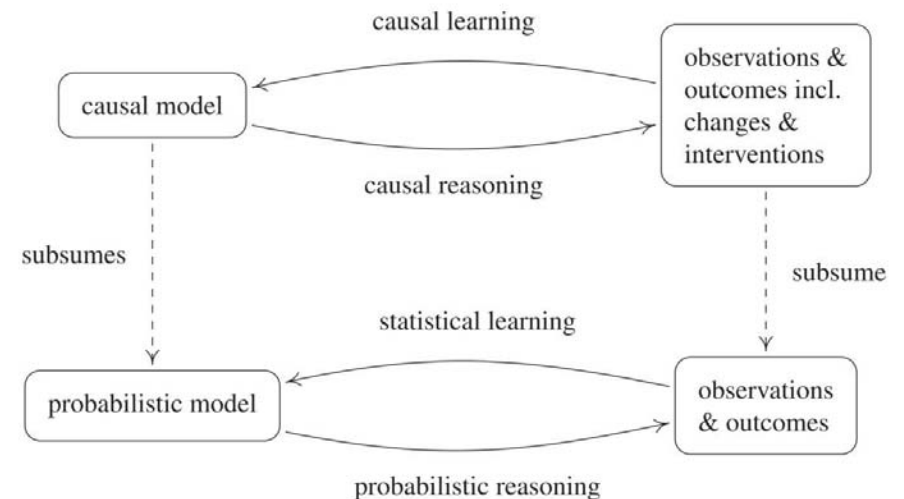 causal learning
causal model
observations &
outcomes incl.
changes &
interventions
causal reasoning
subsumes
subsume
statistical learning
probabilistic model
observations
& outcomes
probabilistic reasoning